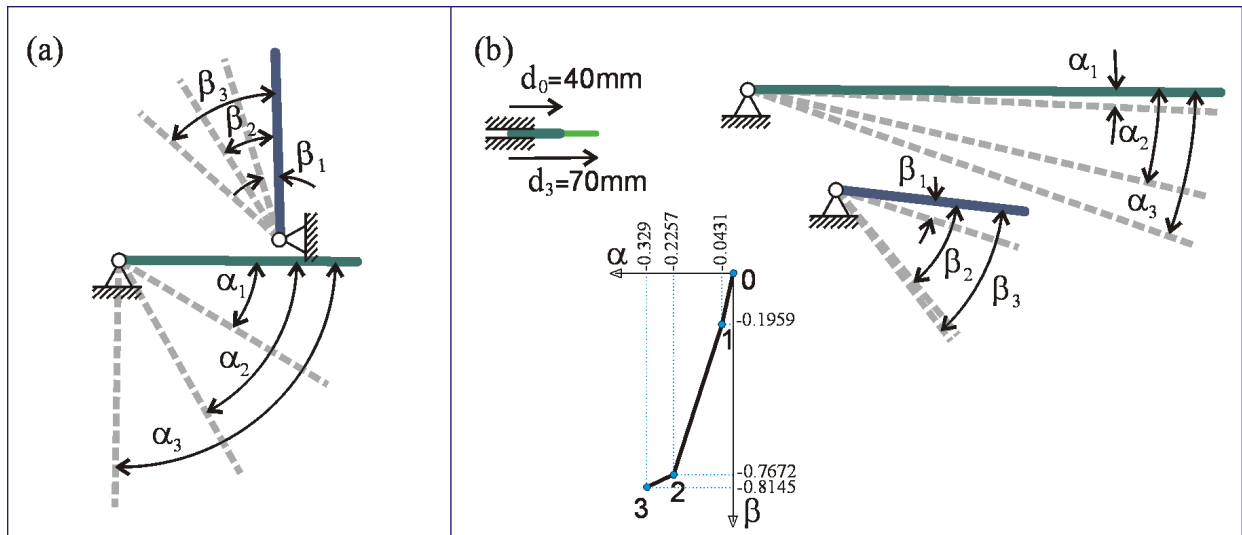 (a)
β3
β2
β1
α1
α2
α3
(b)
d0=40mm
d3=70mm
α1
α2
α3
β1
β2
β3
0.329
0.2257
0.0431
α
0
-0.1959
1
-0.7672
-0.8145
2
3
β